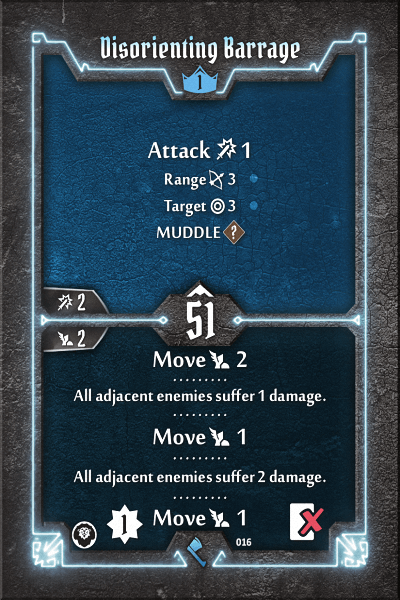 Disorienting Barrage
1
Attack 1
Range 3
Target 3
MUDDLE ?
2
51
2
Move 2
All adjacent enemies suffer 1 damage.
Move 1
All adjacent enemies suffer 2 damage.
1 Move 1
016